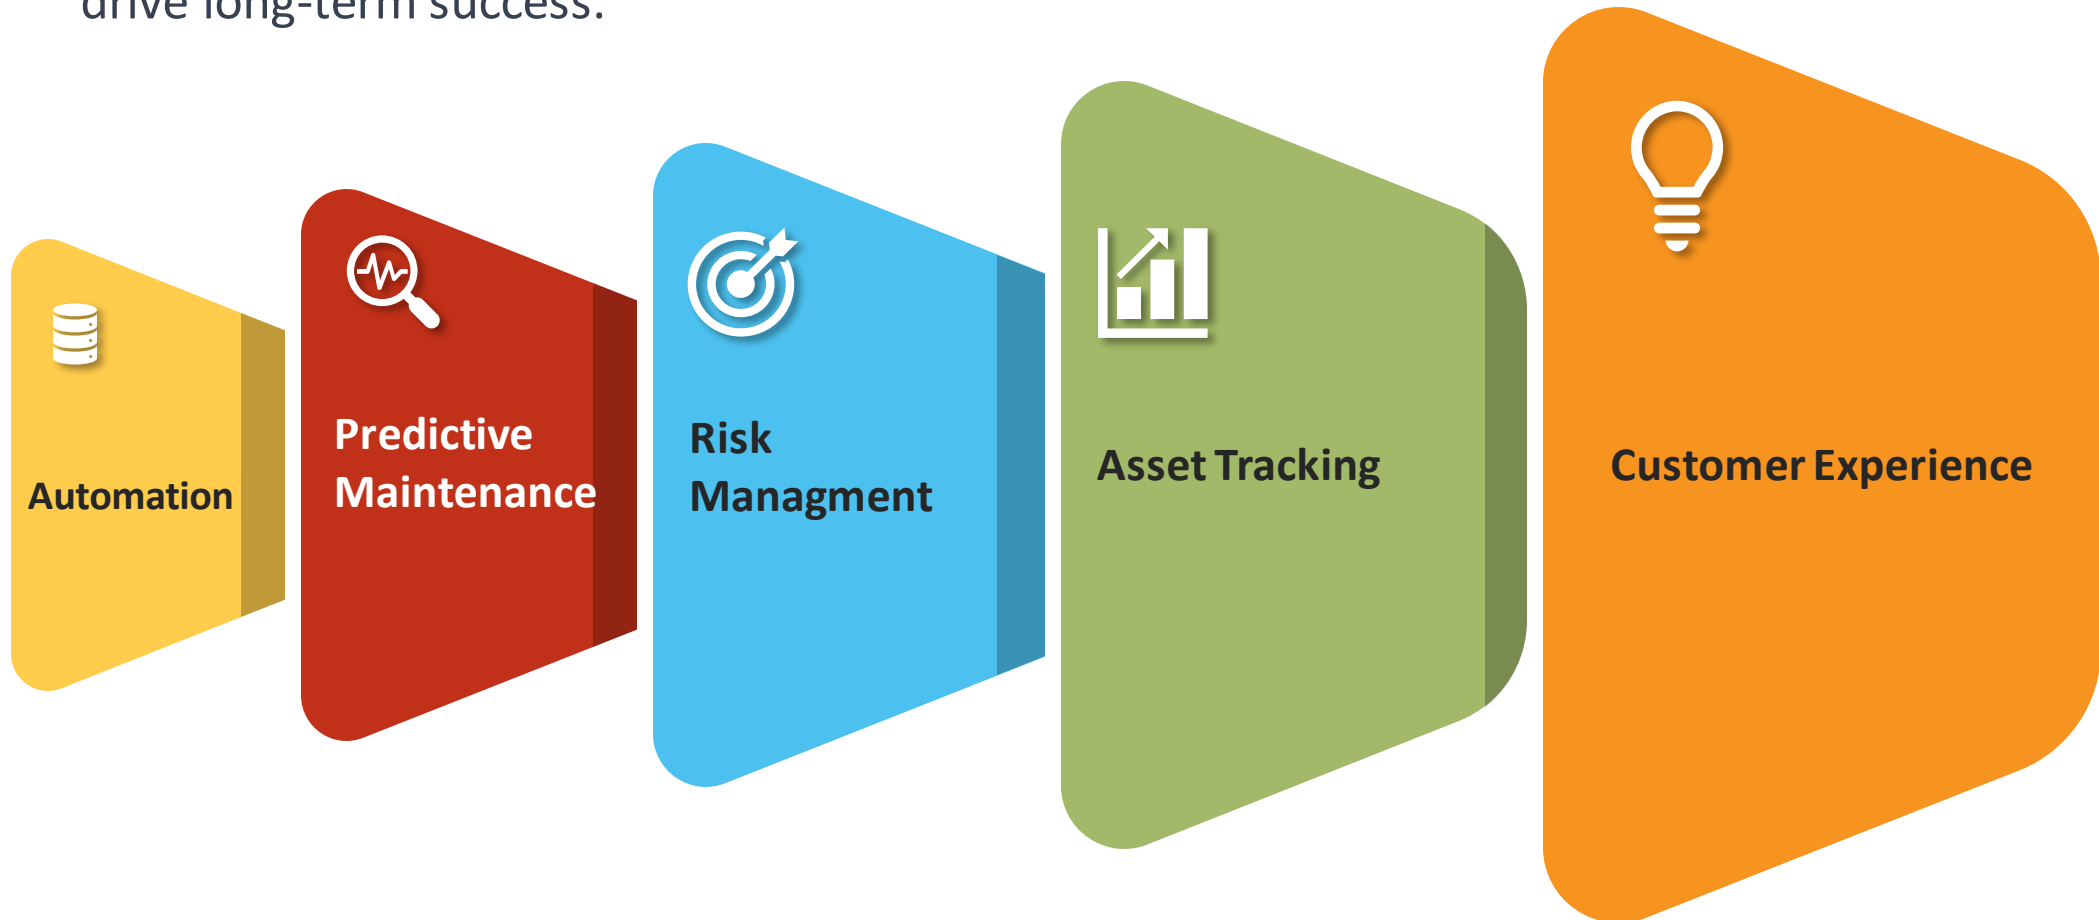 drive long-term success.
Automation
Predictive
Maintenance
Risk
Managment
Asset Tracking
Customer Experience